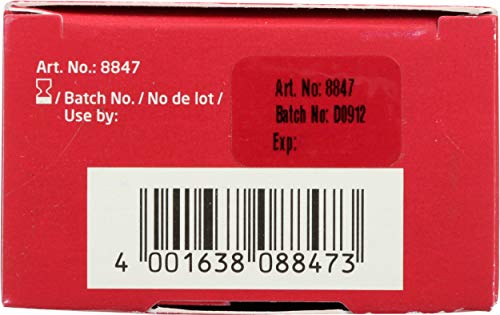 Art. No.: 8847
/ Batch No. / No de lot /
Use by:
Art. No: 8847
Batch No: D0912
Exp:
4 001638 088473